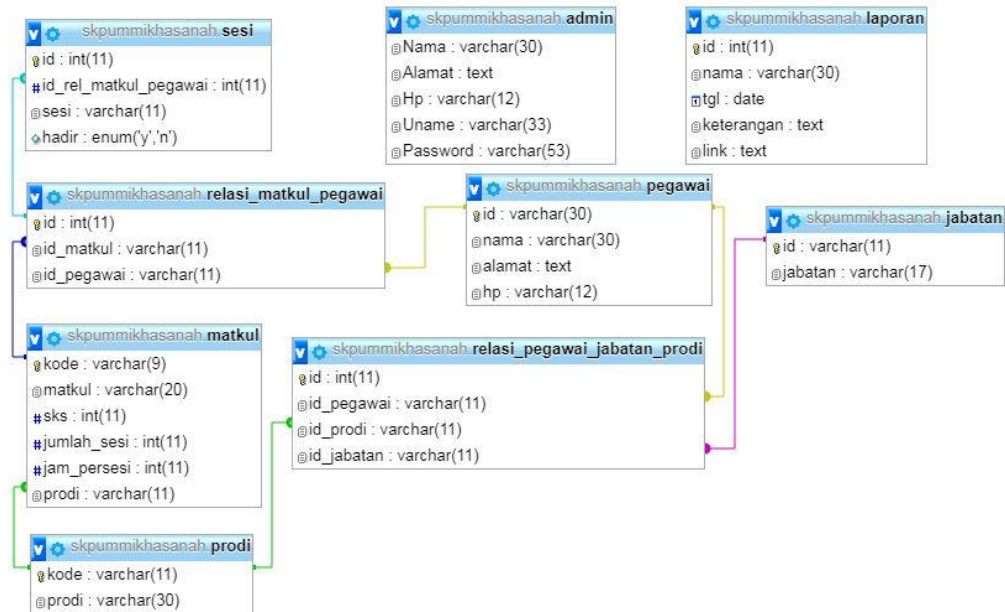 skpummikhasanah.sesi
id : int(11)
#id_rel_matkul_pegawai : int(11)
sesi : varchar(11)
hadir : enum('y','n')
skpummikhasanah.admin
Nama : varchar(30)
Alamat : text
Hp : varchar(12)
Uname : varchar(33)
Password : varchar(53)
skpummikhasanah.laporan
id : int(11)
nama : varchar(30)
tgl : date
keterangan : text
link : text
skpummikhasanah.relasi_matkul_pegawai
id : int(11)
id_matkul : varchar(11)
id_pegawai : varchar(11)
skpummikhasanah.pegawai
id : varchar(30)
nama : varchar(30)
alamat : text
hp : varchar(12)
skpummikhasanah.jabatan
id : varchar(11)
jabatan : varchar(17)
skpummikhasanah.matkul
kode : varchar(9)
matkul : varchar(20)
#sks : int(11)
#jumlah_sesi : int(11)
#jam_persesi : int(11)
prodi : varchar(11)
skpummikhasanah.relasi_pegawai_jabatan_prodi
id : int(11)
id_pegawai : varchar(11)
id_prodi : varchar(11)
id_jabatan : varchar(11)
skpummikhasanah.prodi
kode : varchar(11)
prodi : varchar(30)